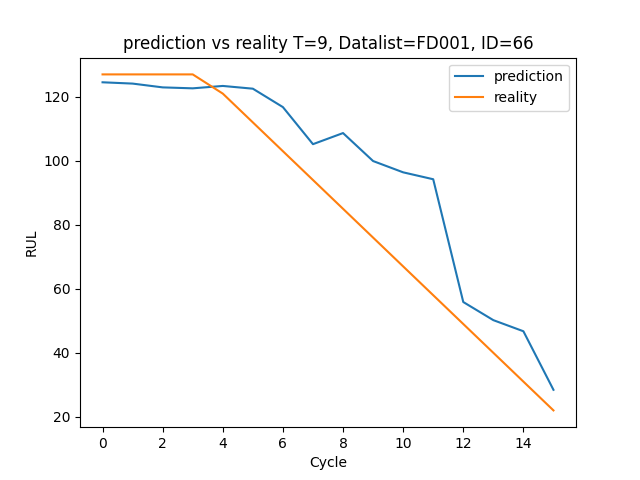 prediction vs reality T=9, Datalist=FD001, ID=66
prediction
reality
120
100
80
60
40
20
RUL
0 2 4 6 8 10 12 14
Cycle